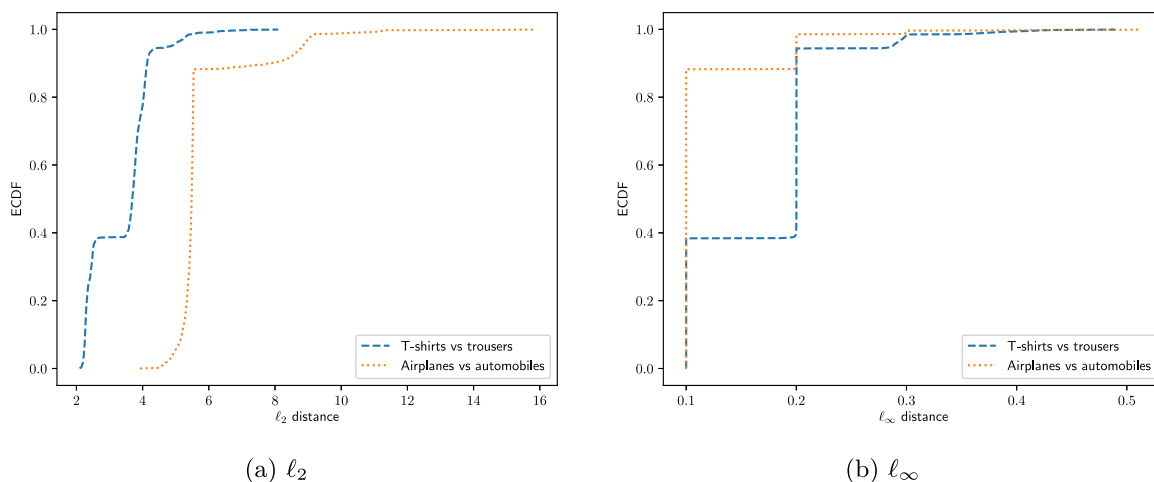 1.0
0.8
0.6
0.4
0.2
0.0
ECDF
2 4 6 8 10 12 14 16
ℓ2 distance
T-shirts vs trousers
Airplanes vs automobiles
(a) ℓ2
1.0
0.8
0.6
0.4
0.2
0.0
ECDF
0.1 0.2 0.3 0.4 0.5
ℓ∞ distance
T-shirts vs trousers
Airplanes vs automobiles
(b) ℓ∞